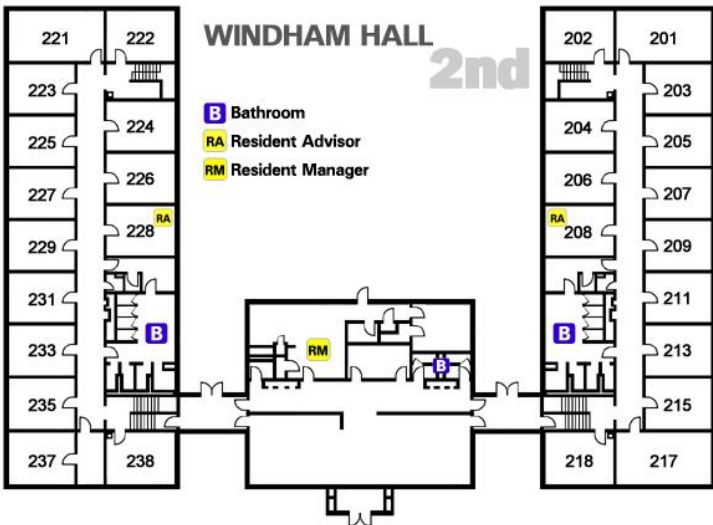 WINDHAM HALL
2nd
B Bathroom
RA Resident Advisor
RM Resident Manager
221 222
223
224
225
226
227
RA
228
229
231
B
233
235
237 238
RM
B
202 201
203
204
205
206
207
RA
208
209
211
B
213
215
218 217